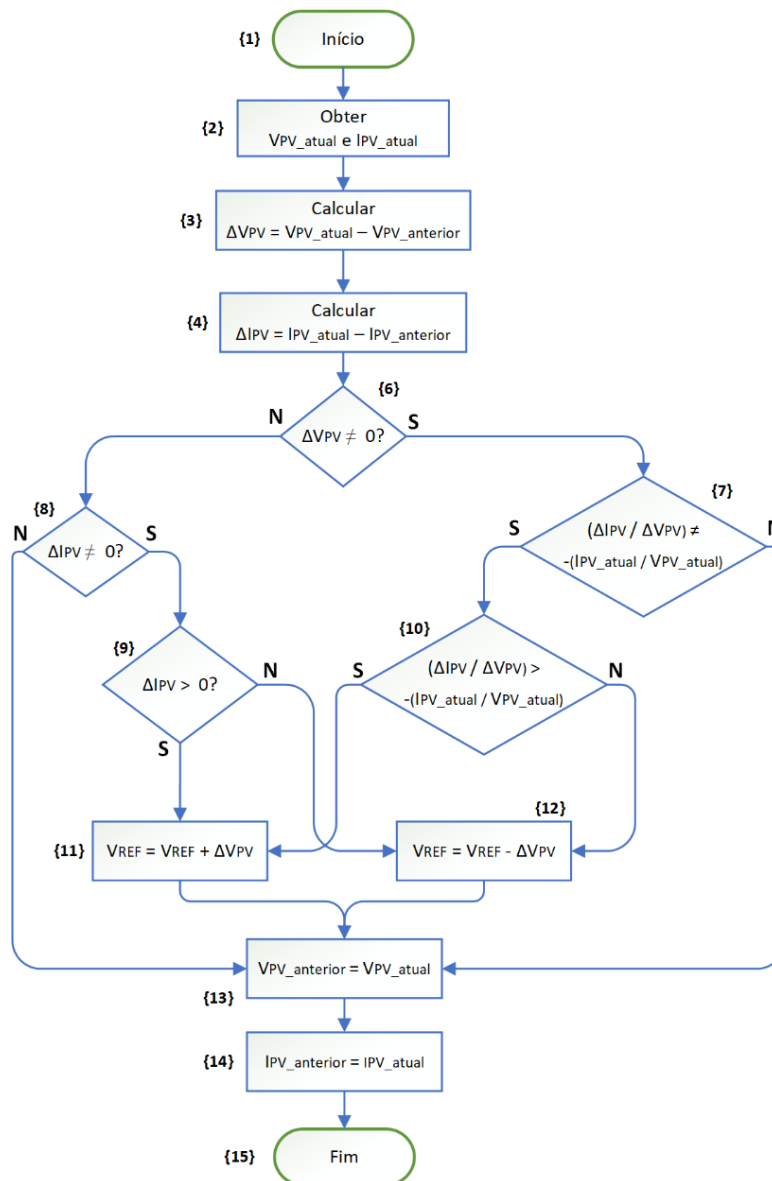 {1}
Início
{2}
Obter
VPV_atual e IPV_atual
{3}
Calcular
ΔVPV = VPV_atual – VPV_anterior
{4}
Calcular
ΔIPV = IPV_atual – IPV_anterior
{6}
N
ΔVPV ≠ 0?
S
{8}
N
ΔIPV ≠ 0?
S
{7}
S
(ΔIPV / ΔVPV) ≠
-(IPV_atual / VPV_atual)
N
{9}
ΔIPV > 0?
N
S
{10}
S
(ΔIPV / ΔVPV) >
-(IPV_atual / VPV_atual)
N
{11}
VREF = VREF + ΔVPV
{12}
VREF = VREF - ΔVPV
VPV_anterior = VPV_atual
{13}
{14}
IPV_anterior = IPV_atual
{15}
Fim